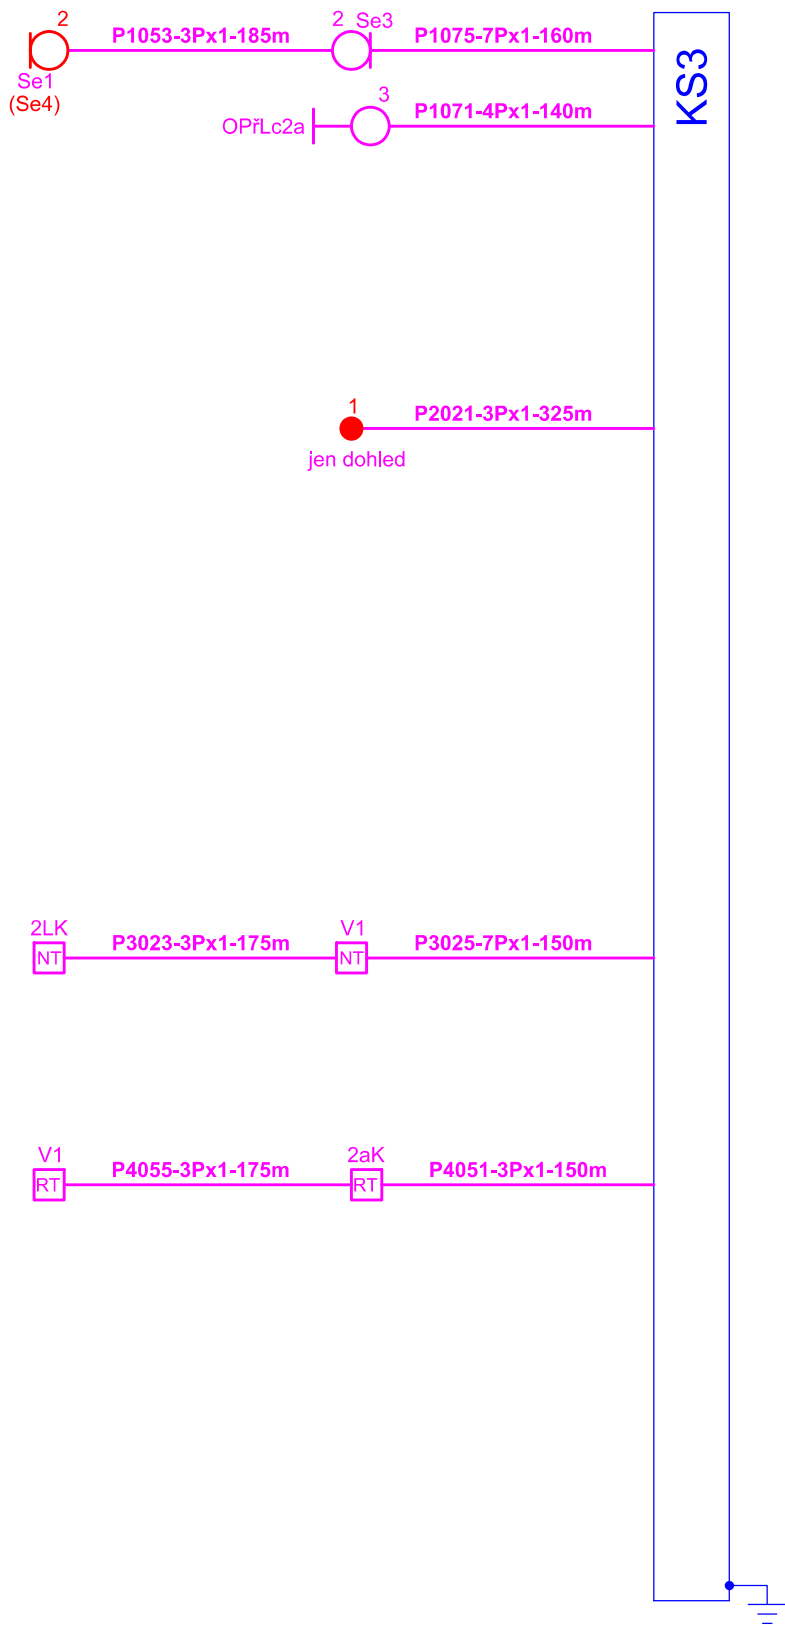 2
P1053-3Px1-185m
2 Se3
P1075-7Px1-160m
KS3
Se1
(Se4)
OPřLc2a
3
P1071-4Px1-140m
1
P2021-3Px1-325m
jen dohled
2LK
NT
P3023-3Px1-175m
V1
NT
P3025-7Px1-150m
V1
RT
P4055-3Px1-175m
2aK
RT
P4051-3Px1-150m